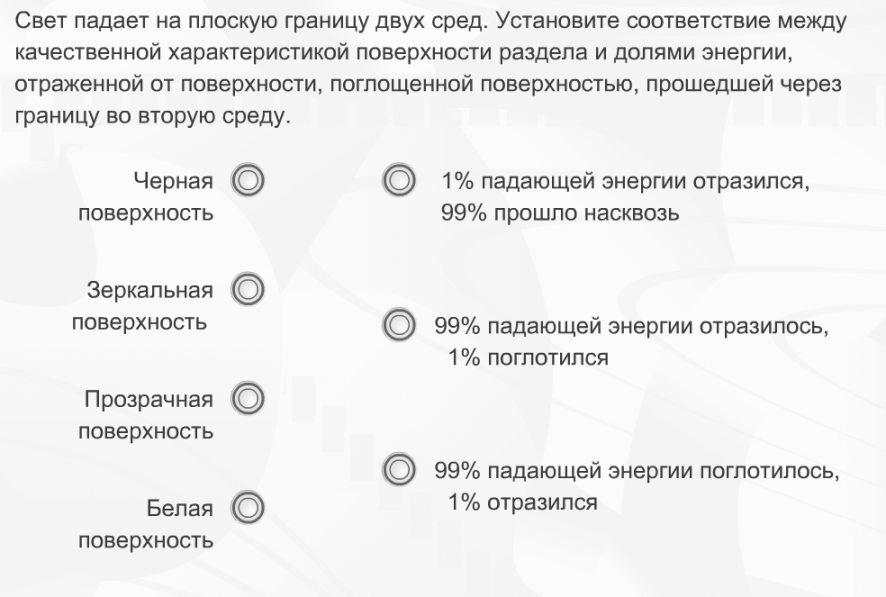 Свет падает на плоскую границу двух сред. Установите соответствие между
качественной характеристикой поверхности раздела и долями энергии,
отраженной от поверхности, поглощенной поверхностью, прошедшей через
границу во вторую среду.
Черная
поверхность
Зеркальная
поверхность
Прозрачная
поверхность
Белая
поверхность
1% падающей энергии отразился,
99% прошло насквозь
99% падающей энергии отразилось,
1% поглотился
99% падающей энергии поглотилось,
1% отразился